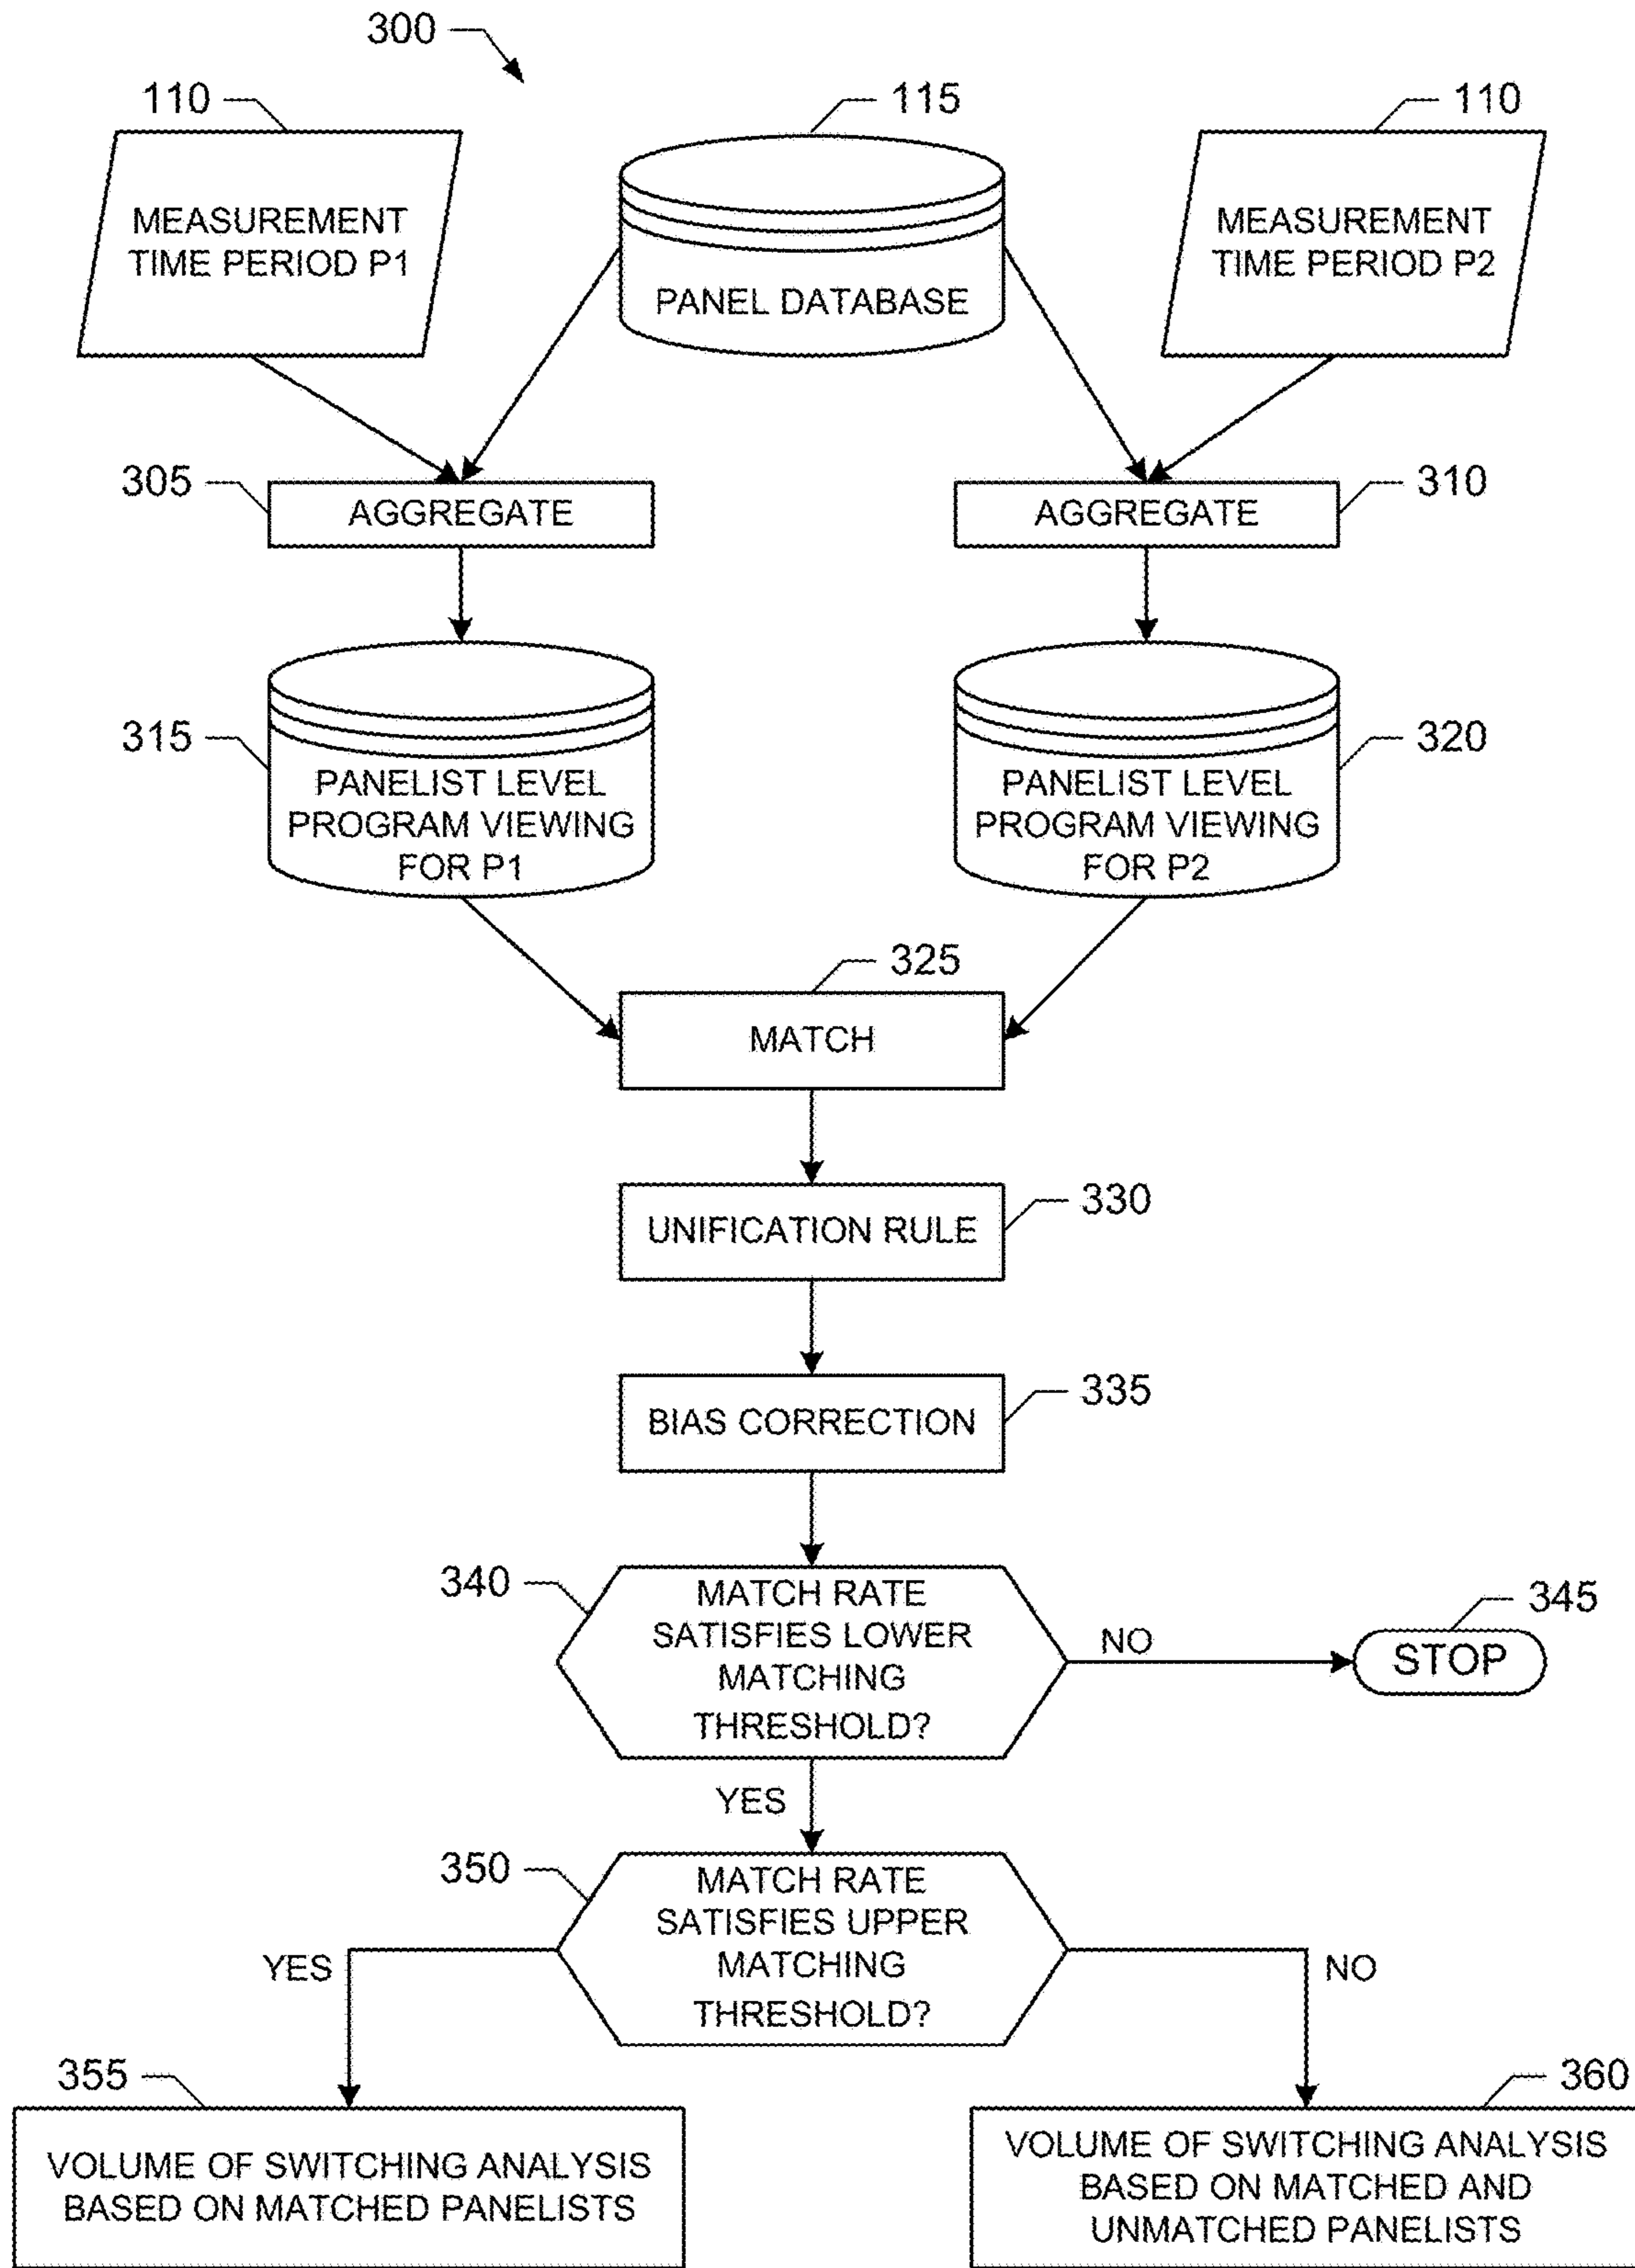 300
110
115
110
MEASUREMENT
TIME PERIOD P1
PANEL DATABASE
MEASUREMENT
TIME PERIOD P2
305
AGGREGATE
AGGREGATE
310
315
PANELIST LEVEL
PROGRAM VIEWING
FOR P1
320
PANELIST LEVEL
PROGRAM VIEWING
FOR P2
325
MATCH
330
UNIFICATION RULE
335
BIAS CORRECTION
340
MATCH RATE
SATISFIES LOWER
MATCHING
THRESHOLD?
NO
345
STOP
YES
350
MATCH RATE
SATISFIES UPPER
MATCHING
THRESHOLD?
YES
NO
355
VOLUME OF SWITCHING ANALYSIS
BASED ON MATCHED PANELISTS
360
VOLUME OF SWITCHING ANALYSIS
BASED ON MATCHED AND
UNMATCHED PANELISTS